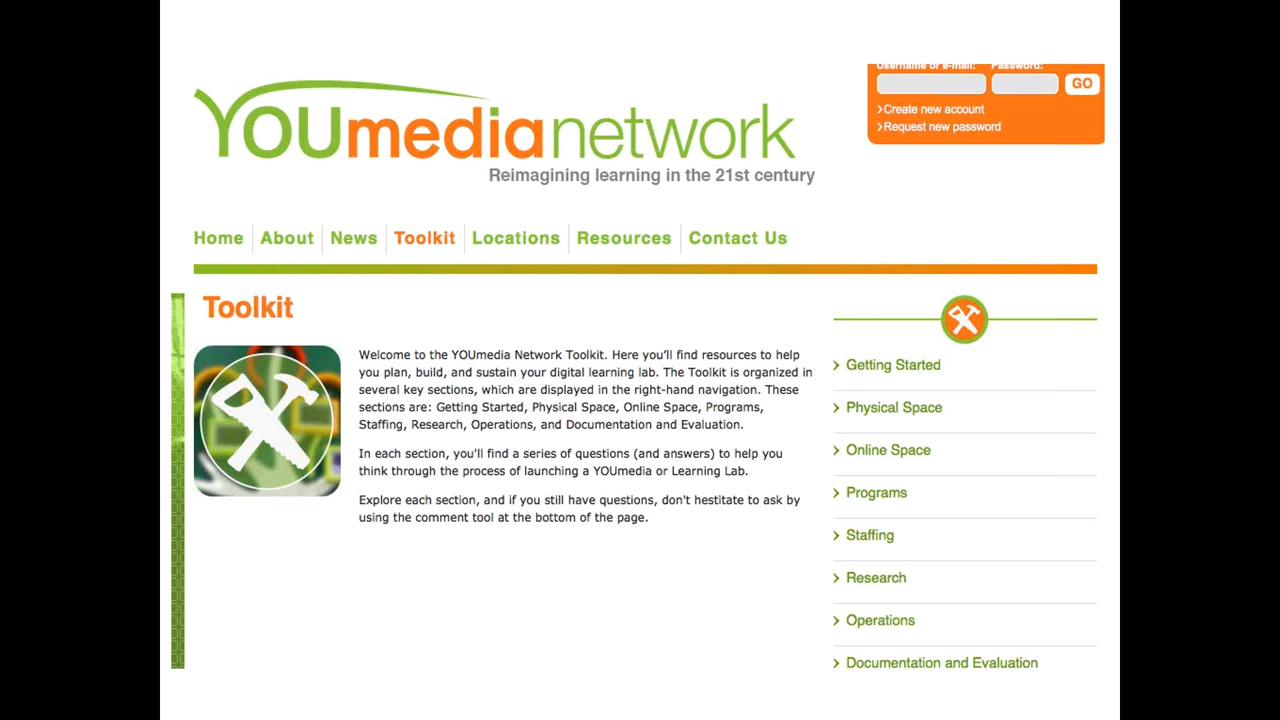 Username or e-mail: Password:
GO
›Create new account
›Request new password
YOUmedianetwork
Reimagining learning in the 21st century
Home About News Toolkit Locations Resources Contact Us
Toolkit
Welcome to the YOUmedia Network Toolkit. Here you'll find resources to help
you plan, build, and sustain your digital learning lab. The Toolkit is organized in
several key sections, which are displayed in the right-hand navigation. These
sections are: Getting Started, Physical Space, Online Space, Programs,
Staffing, Research, Operations, and Documentation and Evaluation.
In each section, you'll find a series of questions (and answers) to help you
think through the process of launching a YOUmedia or Learning Lab.
Explore each section, and if you still have questions, don't hestitate to ask by
using the comment tool at the bottom of the page.
› Getting Started
› Physical Space
› Online Space
› Programs
› Staffing
› Research
› Operations
› Documentation and Evaluation